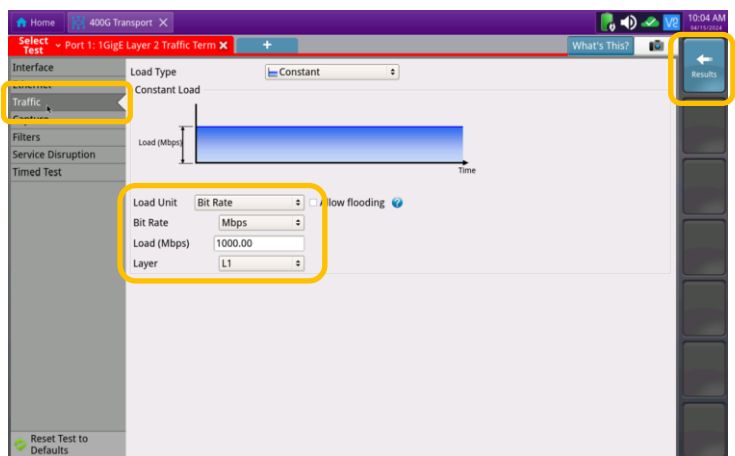 Home 400G Transport X 10:04 AM
04/15/2024
Select Test Port 1: 1GigE Layer 2 Traffic Term X + What's This?
Results
Interface
Ethernet
Traffic
Capture
Filters
Service Disruption
Timed Test
Load Type Constant
Constant Load
Load (Mbps)
Time
Load Unit Bit Rate Allow flooding ?
Bit Rate Mbps
Load (Mbps) 1000.00
Layer L1
Reset Test to
Defaults